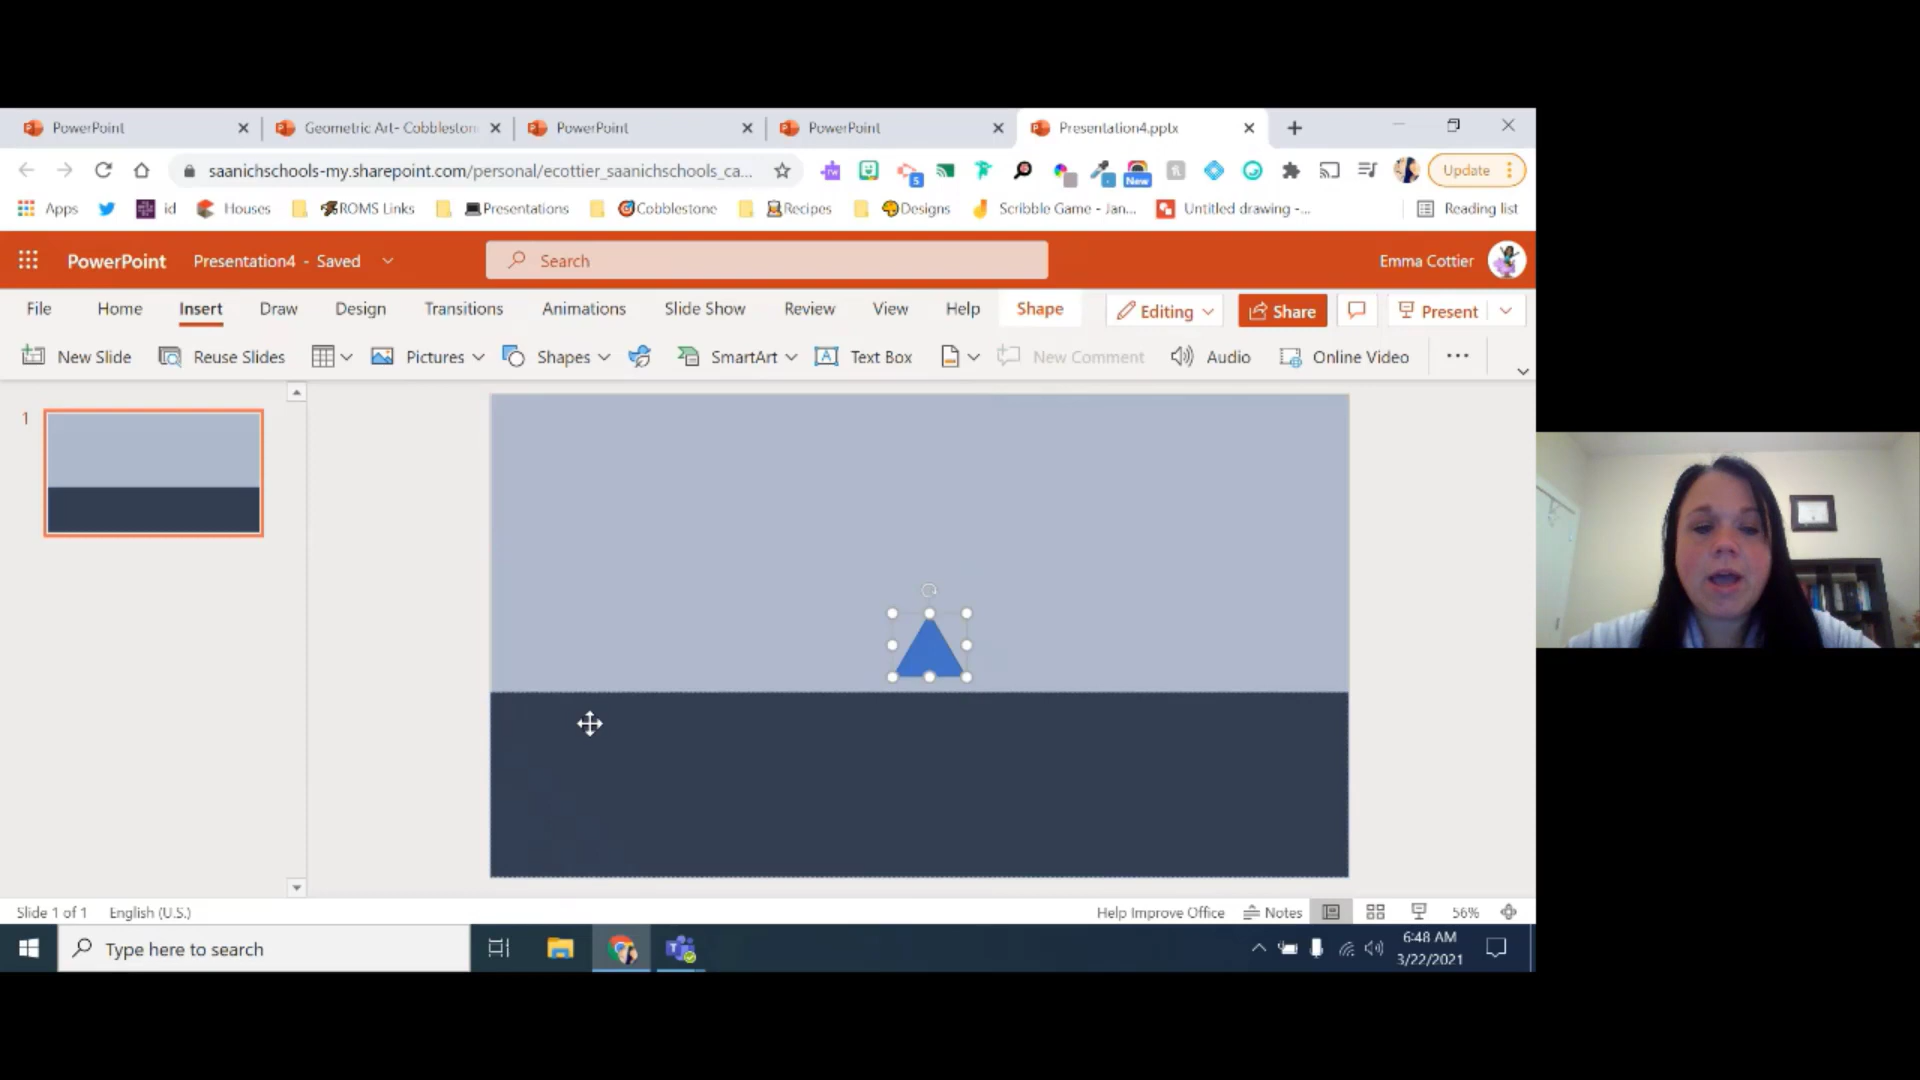 PowerPoint
Geometric Art- Cobbleston
PowerPoint
PowerPoint
Presentation4.pptx
saanichschools-my.sharepoint.com/personal/ecottier_saanichschools_ca...
5
New
Update
Apps
id
Houses
ROMS Links
Presentations
Cobblestone
Recipes
Designs
Scribble Game - Jan...
Untitled drawing -...
Reading list
PowerPoint
Presentation4 - Saved
Search
Emma Cottier
File
Home
Insert
Draw
Design
Transitions
Animations
Slide Show
Review
View
Help
Shape
Editing
Share
Present
New Slide
Reuse Slides
Pictures
Shapes
SmartArt
Text Box
New Comment
Audio
Online Video
1
Slide 1 of 1
English (U.S.)
Help Improve Office
Notes
56%
Type here to search
6:48 AM
3/22/2021